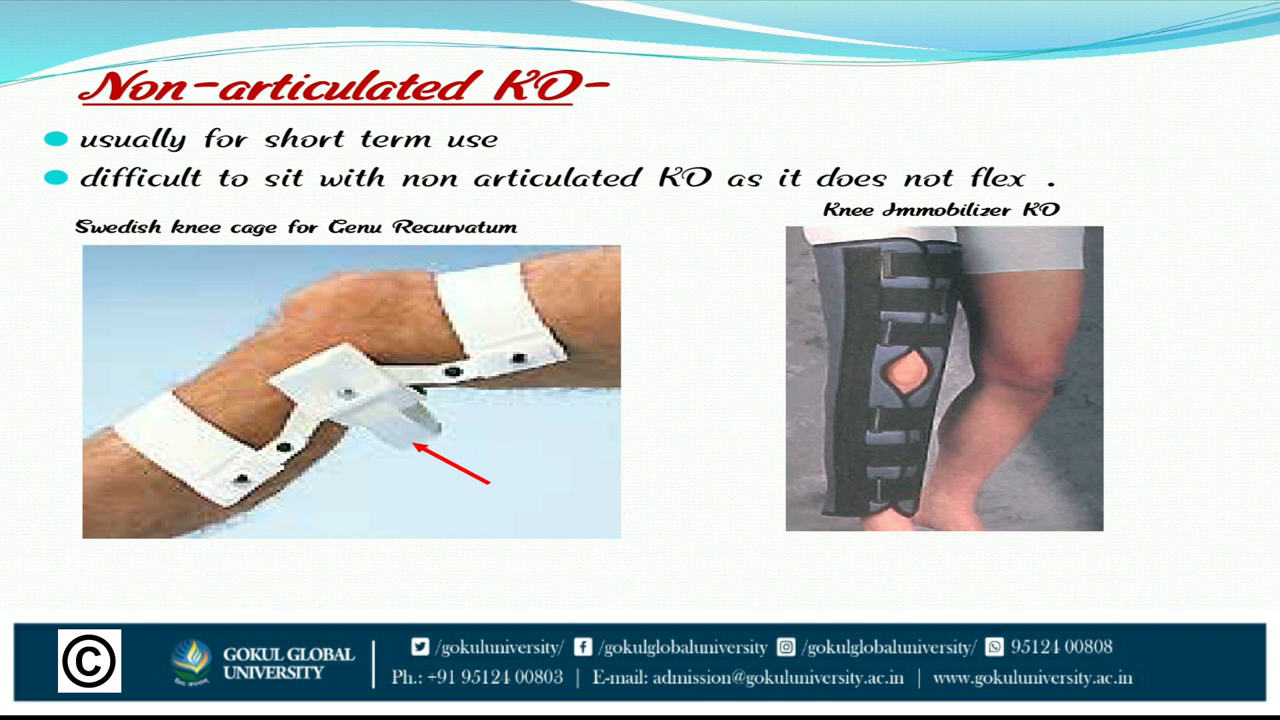 Non-articulated KO-
usually for short term use
difficult to sit with non articulated KO as it does not flex .
Knee Immobilizer KO
Swedish knee cage for Genu Recurvatum
©
GOKUL GLOBAL
UNIVERSITY
/gokuluniversity/ /gokulglobaluniversity /gokulglobaluniversity/ 95124 00808
Ph.: +91 95124 00803 | E-mail: admission@gokuluniversity.ac.in | www.gokuluniversity.ac.in